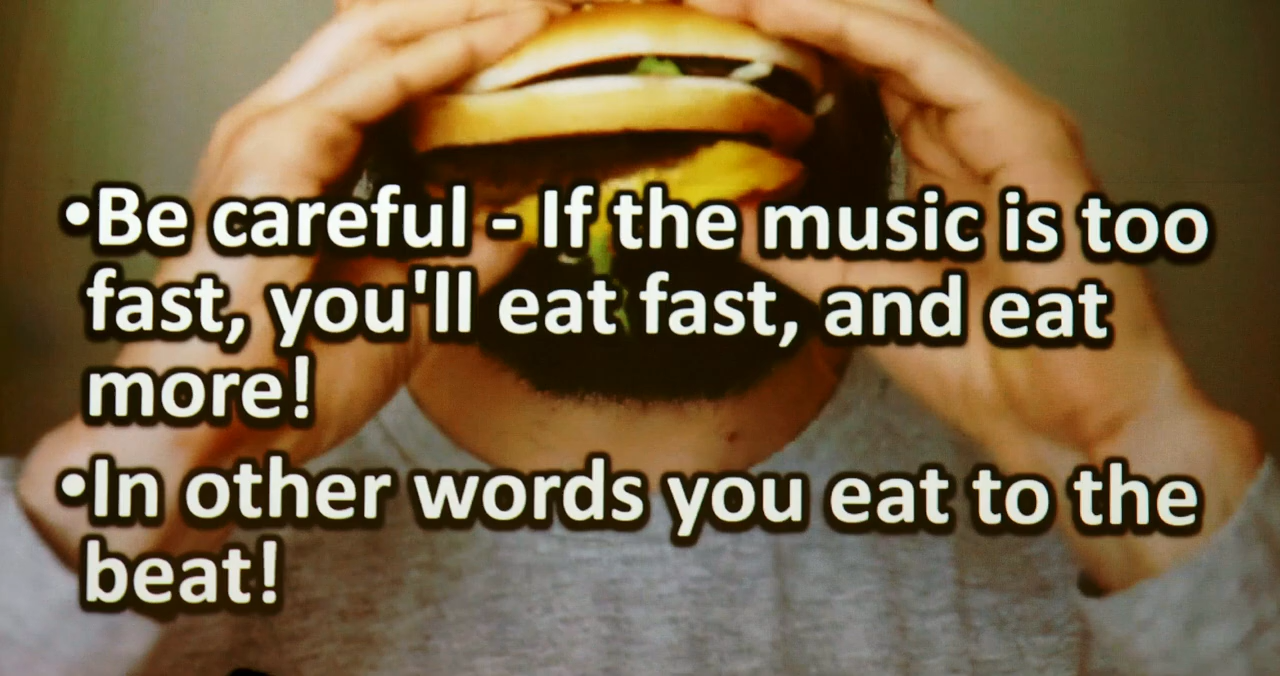 •Be careful - If the music is too
fast, you'll eat fast, and eat
more!
•In other words you eat to the
beat!